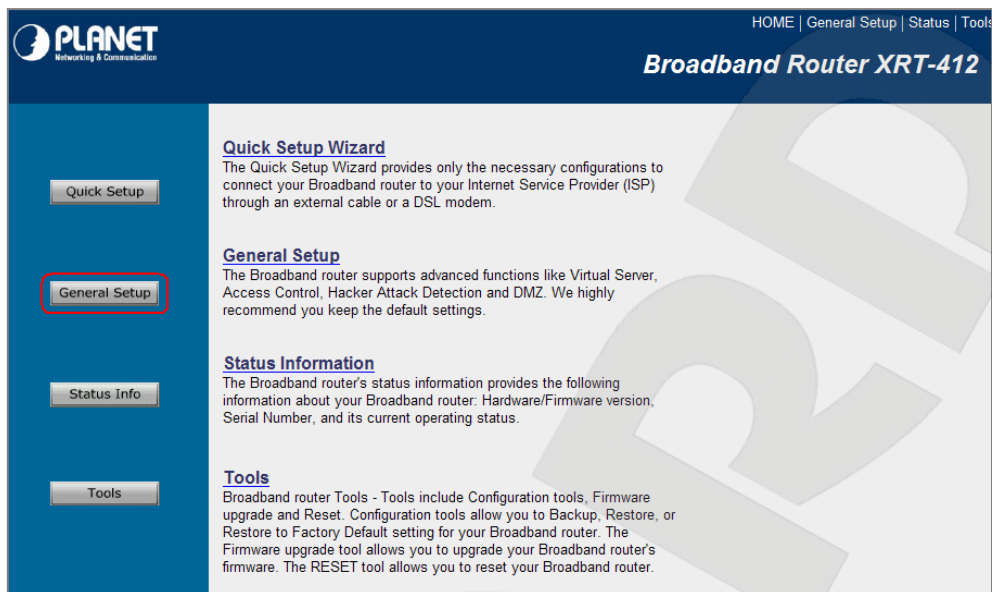 PLANET
Networking & Communication
HOME | General Setup | Status | Tools
Broadband Router XRT-412
Quick Setup
General Setup
Status Info
Tools
Quick Setup Wizard
The Quick Setup Wizard provides only the necessary configurations to
connect your Broadband router to your Internet Service Provider (ISP)
through an external cable or a DSL modem.
General Setup
The Broadband router supports advanced functions like Virtual Server,
Access Control, Hacker Attack Detection and DMZ. We highly
recommend you keep the default settings.
Status Information
The Broadband router's status information provides the following
information about your Broadband router: Hardware/Firmware version,
Serial Number, and its current operating status.
Tools
Broadband router Tools - Tools include Configuration tools, Firmware
upgrade and Reset. Configuration tools allow you to Backup, Restore, or
Restore to Factory Default setting for your Broadband router. The
Firmware upgrade tool allows you to upgrade your Broadband router's
firmware. The RESET tool allows you to reset your Broadband router.